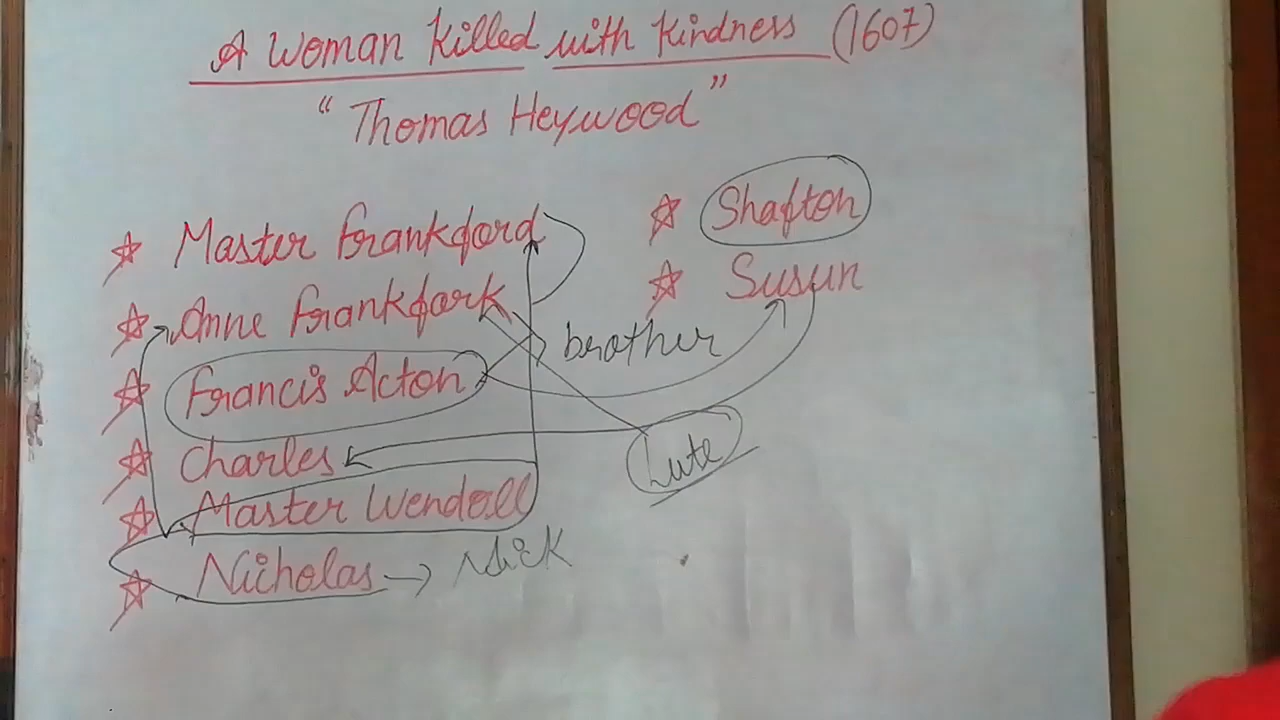 A Woman Killed with Kindness (1607)
"Thomas Heywood"
☆ Master Frankford
☆ Anne Frankfork
☆ Francis Acton
☆ Charles
☆ Master Wendoll
☆ Nicholas → Nick
☆ Shafton
☆ Susun
brother
Lute